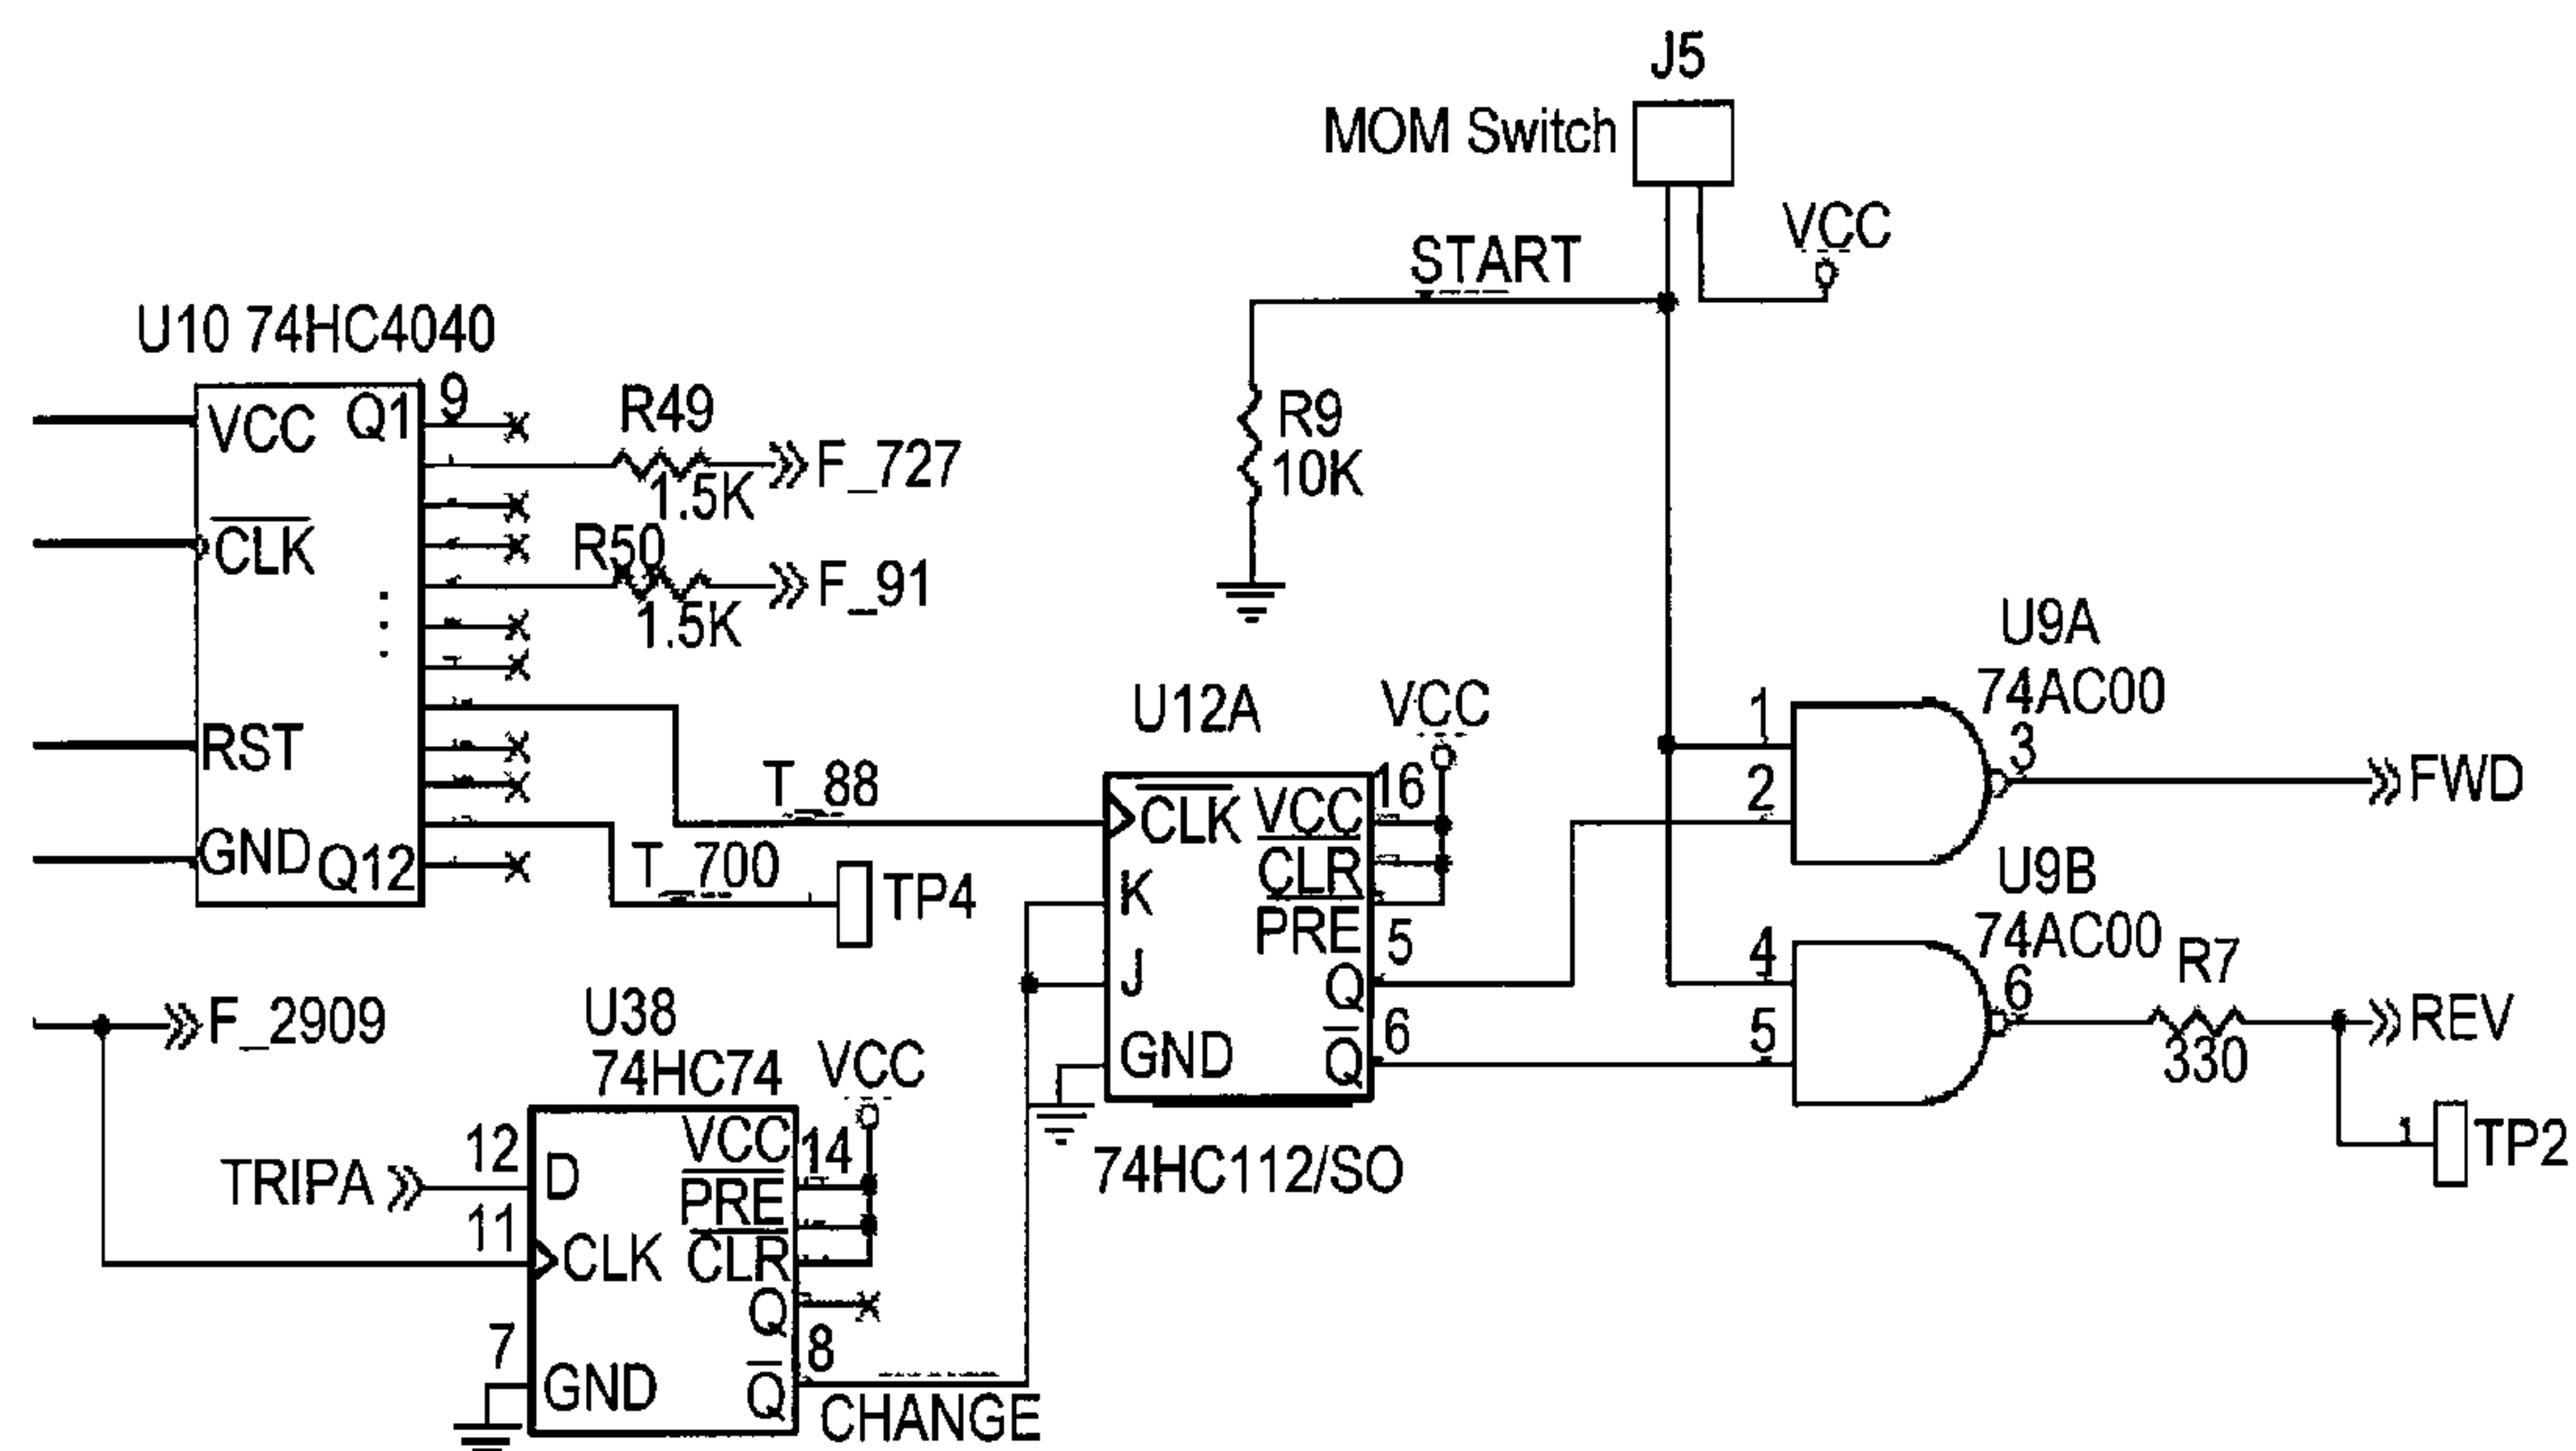 J5
MOM Switch
VCC
START
U10 74HC4040
9
VCC Q1
R49
F_727
1.5K
R9
10K
CLK
R50
F_91
1.5K
U9A
74AC00
1
2
3
FWD
U12A
VCC
RST
T_88
16
CLK VCC
CLR
GND Q12
T_700
TP4
K
PRE
5
J
Q
U9B
74AC00
4
5
6
R7
330
REV
TP2
F_2909
U38
74HC74
VCC
GND
Q
6
74HC112/SO
12
VCC
14
TRIPA
D
PRE
11
CLK
CLR
Q
7
8
GND
Q
CHANGE